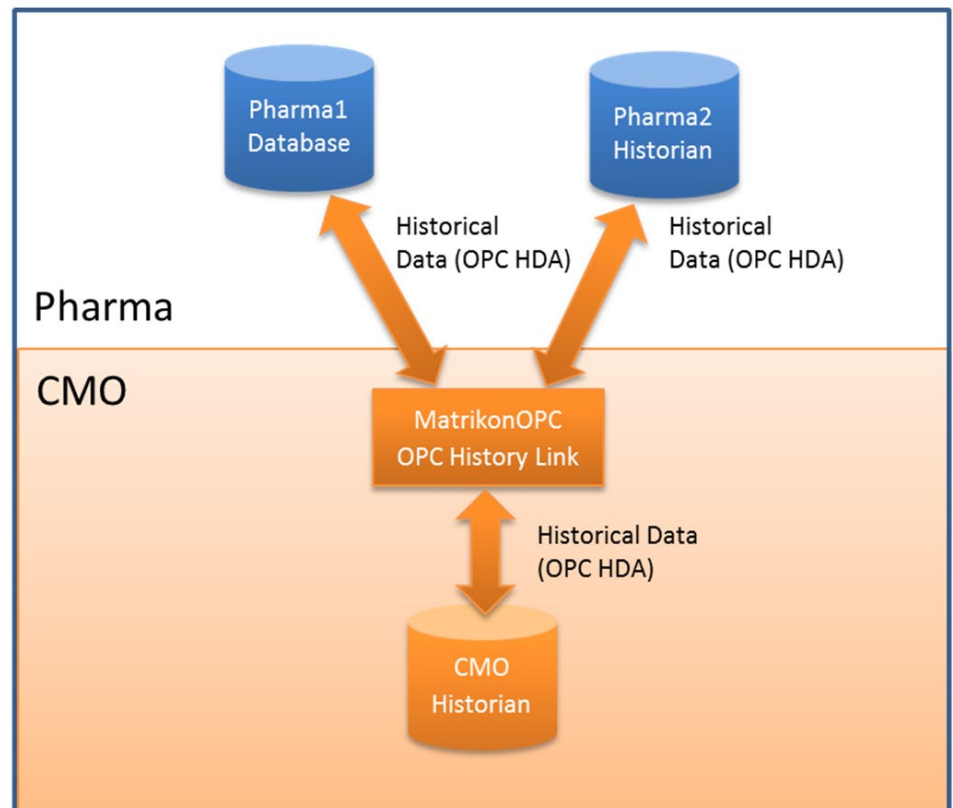 Pharma1
Database
Pharma2
Historian
Historical
Data (OPC HDA)
Historical
Data (OPC HDA)
Pharma
CMO
MatrikonOPC
OPC History Link
Historical Data
(OPC HDA)
CMO
Historian